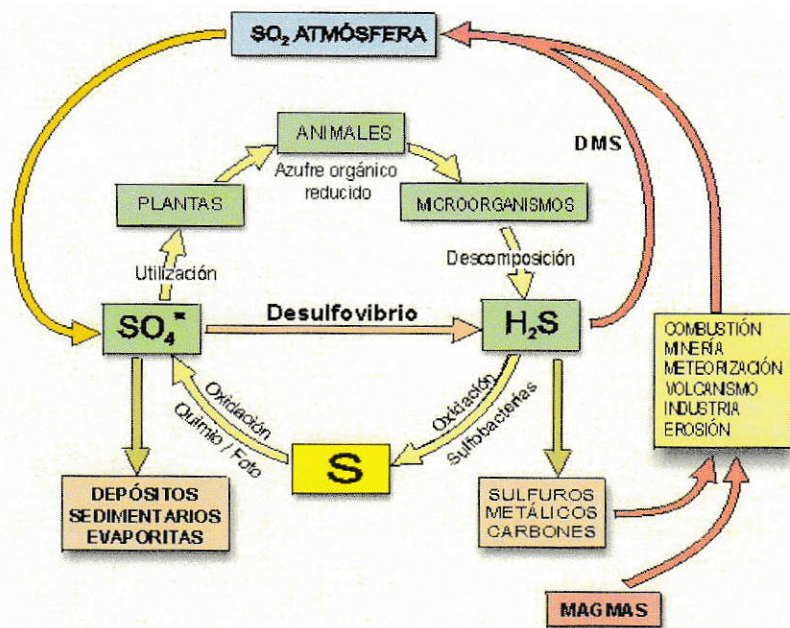 SO₂ ATMÓSFERA
ANIMALES
Azufre orgánico
reducido
DMS
PLANTAS
MICROORGANISMOS
Utilización
Descomposición
SO₄⁼
Desulfovibrio
H₂S
COMBUSTIÓN
MINERÍA
METEORIZACIÓN
VOLCANISMO
INDUSTRIA
EROSIÓN
Oxidación
Quimio / Foto
S
Oxidación
Sulfobacterias
DEPÓSITOS
SEDIMENTARIOS
EVAPORITAS
SULFUROS
METÁLICOS
CARBONES
MAGMAS